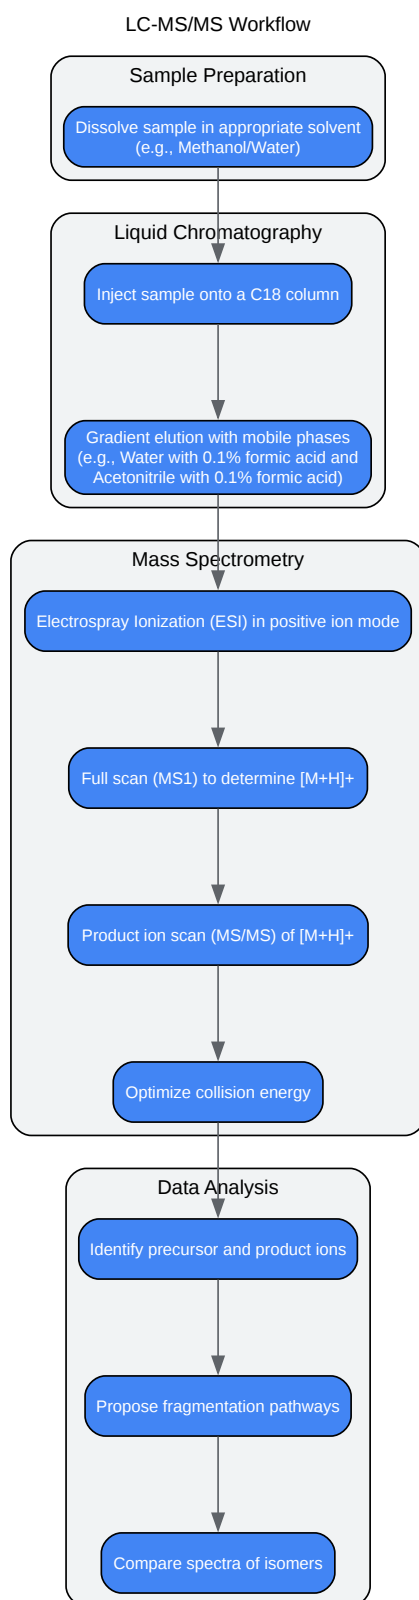 LC-MS/MS Workflow
Sample Preparation
Dissolve sample in appropriate solvent
(e.g., Methanol/Water)
Liquid Chromatography
Inject sample onto a C18 column
Gradient elution with mobile phases
(e.g., Water with 0.1% formic acid and
Acetonitrile with 0.1% formic acid)
Mass Spectrometry
Electrospray Ionization (ESI) in positive ion mode
Full scan (MS1) to determine [M+H]+
Product ion scan (MS/MS) of [M+H]+
Optimize collision energy
Data Analysis
Identify precursor and product ions
Propose fragmentation pathways
Compare spectra of isomers